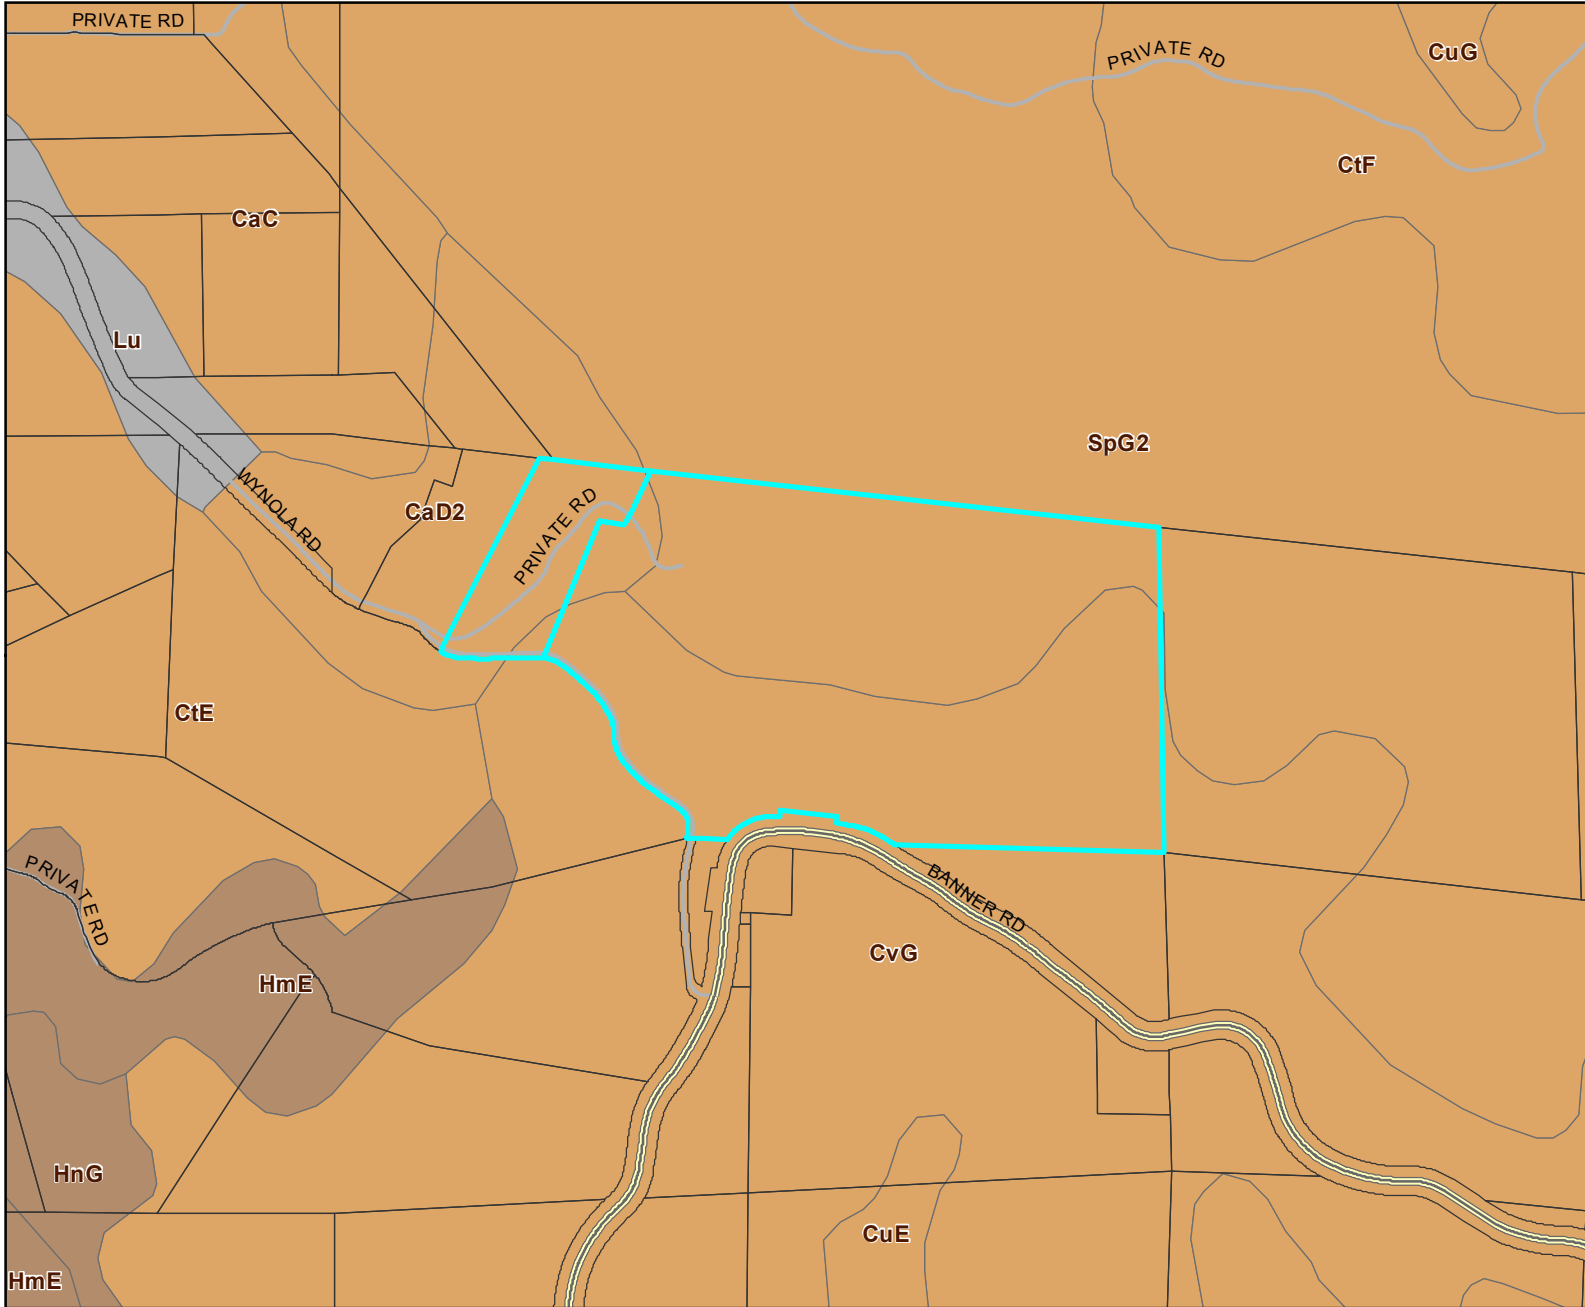 PRIVATE RD
PRIVATE RD
CuG
CtF
CaC
Lu
SpG2
WYNOLA RD
CaD2
PRIVATE RD
CtE
PRIVATE RD
BANNER RD
CvG
HmE
HnG
CuE
HmE